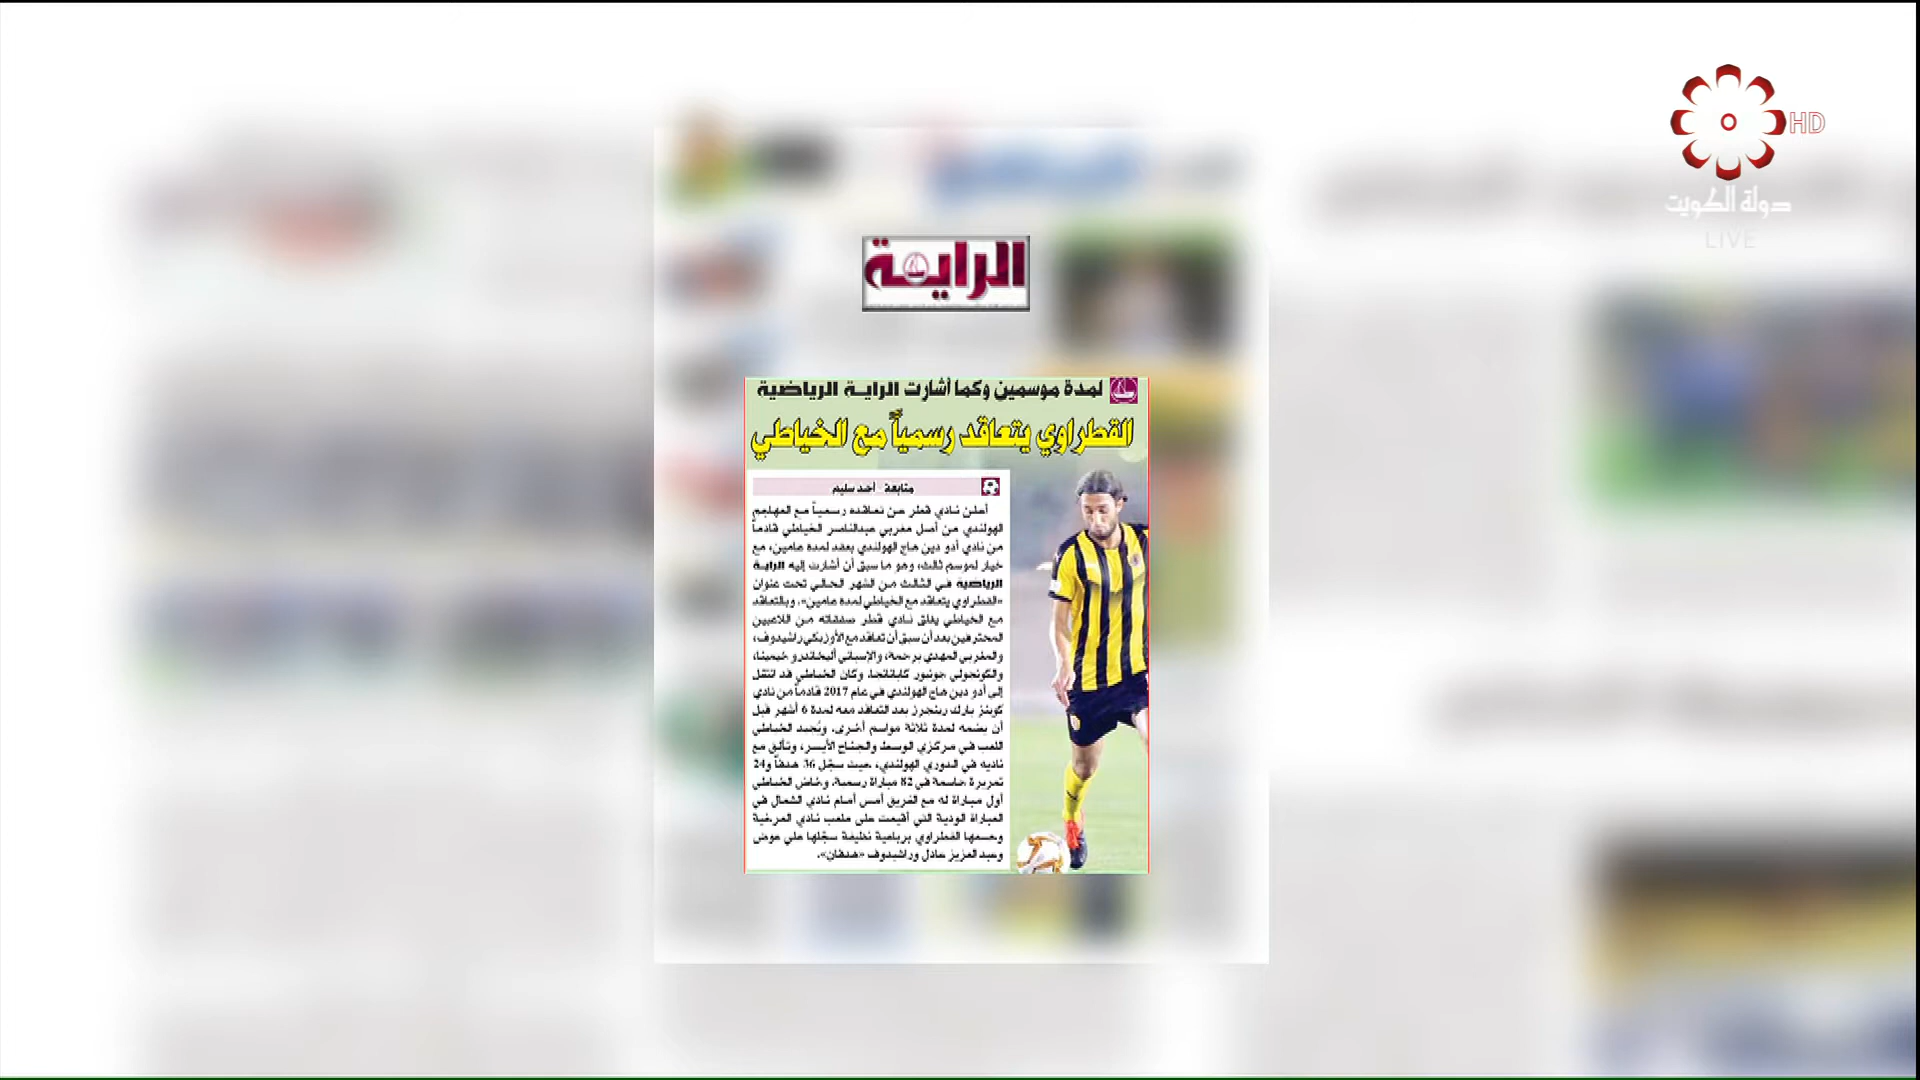 HD
دولة الكويت
LIVE
الراية
لمدة موسمين وكما أشارت الراية الرياضية
القطراوي يتعاقد رسمياً مع الخياطي
متابعة - أحمد سليم
أعلن نادي قطر عن تعاقده رسمياً مع المهاجم
الهولندي من أصل مغربي عبدالناصر الخياطي قادماً
من نادي أدو دين هاج الهولندي بعقد لمدة عامين، مع
خيار لموسم ثالث، وهو ما سبق أن أشارت إليه الراية
الرياضية في الثالث من الشهر الحالي تحت عنوان
«القطراوي يتعاقد مع الخياطي لمدة عامين». وبالتعاقد
مع الخياطي يغلق نادي قطر صفقاته من اللاعبين
المحترفين بعد أن سبق أن تعاقد مع الأوزبكي راشيدوف،
والمغربي المهدي برحمة، والإسباني أليخاندرو خيمينا،
والكونجولي جونيور كابانانجا. وكان الخياطي قد انتقل
إلى أدو دين هاج الهولندي في عام 2017 قادماً من نادي
كوينز بارك رينجرز بعد التعاقد معه لمدة 6 أشهر قبل
أن يضمه لمدة ثلاثة مواسم أخرى. ويُجيد الخياطي
اللعب في مركزي الوسط والجناح الأيسر، وتألق مع
ناديه في الدوري الهولندي، حيث سجّل 36 هدفاً و24
تمريرة حاسمة في 82 مباراة رسمية. وخاض الخياطي
أول مباراة له مع الفريق أمس أمام نادي الشمال في
المباراة الودية التي أقيمت على ملعب نادي المرخية
وحسمها القطراوي برباعية نظيفة سجّلها علي عوض
وعبد العزيز عادل وراشيدوف «هدفان».